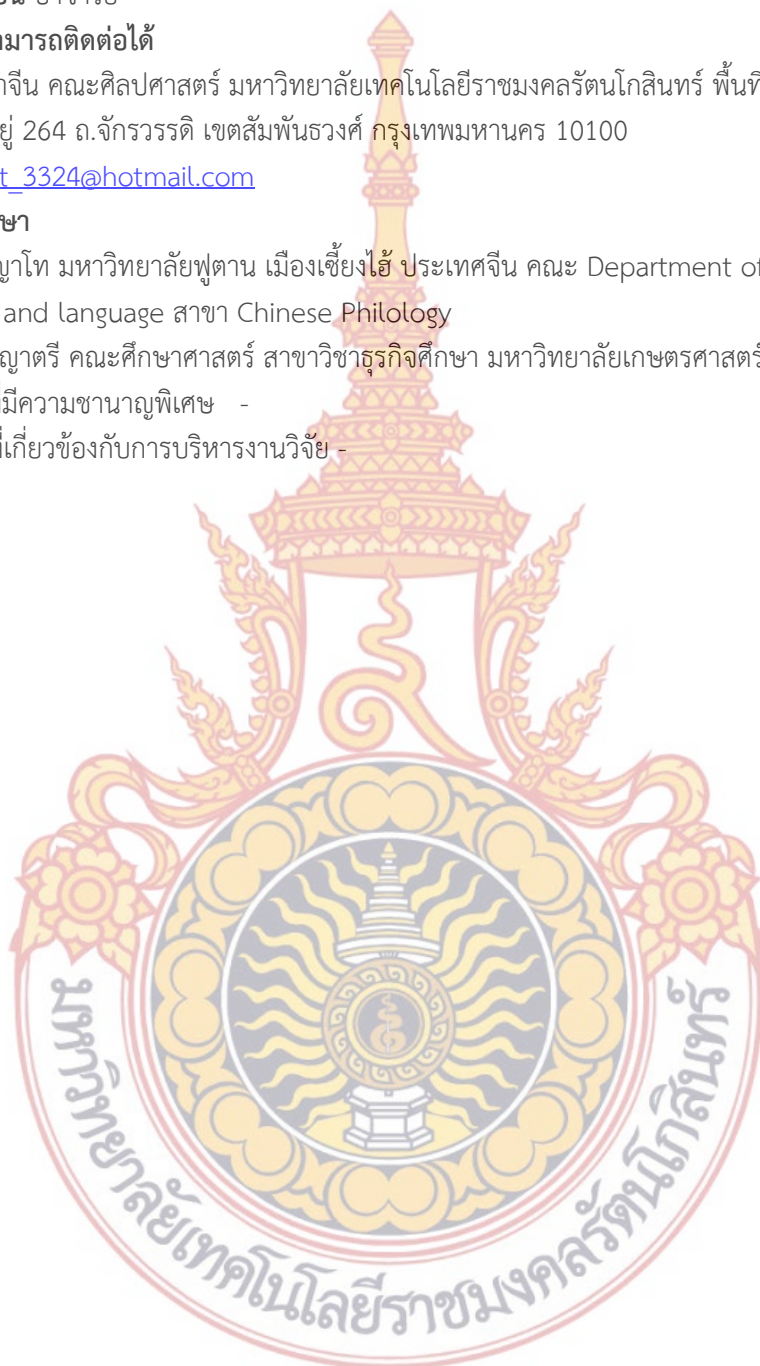 ามารถติดต่อได้
าจีน คณะศิลปศาสตร์ มหาวิทยาลัยเทคโนโลยีราชมงคลรัตนโกสินทร์ พื้นที
ยู่ 264 ถ.จักรวรรดิ เขตสัมพันธวงศ์ กรุงเทพมหานคร 10100
t_3324@hotmail.com
ษา
ญาโท มหาวิทยาลัยฟูตาน เมืองเซี้ยงไฮ้ ประเทศจีน คณะ Department of
and language สาขา Chinese Philology
ญาตรี คณะศึกษาศาสตร์ สาขาวิชาธุรกิจศึกษา มหาวิทยาลัยเกษตรศาสตร์
มีความชานาญพิเศษ -
ี่เกี่ยวข้องกับการบริหารงานวิจัย -
มหาวิทยาลัยเทคโนโลยีราชมงคลรัตนโกสินทร์